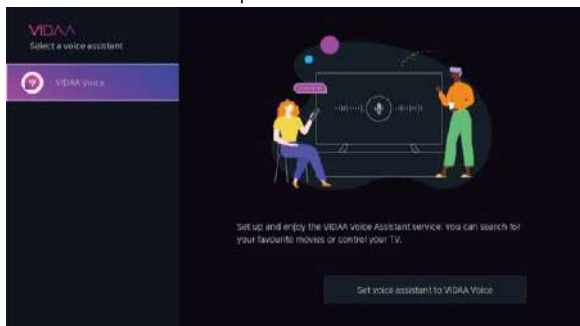 VIDAA
Select a voice assistant
VIDAA Voice
Set up and enjoy the VIDAA Voice Assistant service. You can search for
your favourite movies or control your TV.
Set voice assistant to VIDAA Voice